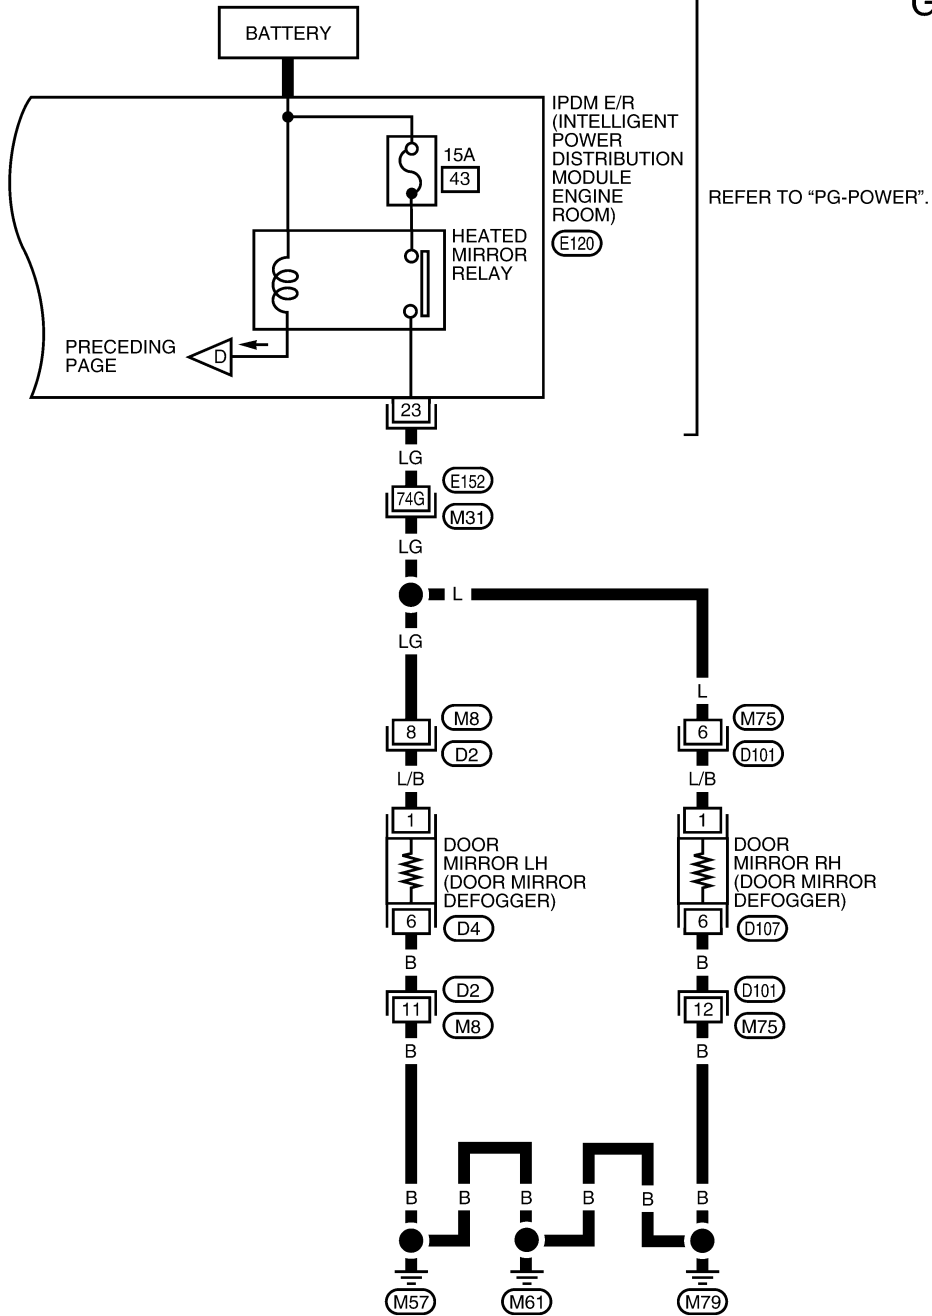 G
BATTERY
IPDM E/R
(INTELLIGENT
POWER
DISTRIBUTION
MODULE
ENGINE
ROOM)
E120
15A
43
REFER TO “PG-POWER”.
HEATED
MIRROR
RELAY
PRECEDING
PAGE
D
23
LG
E152
74G
M31
LG
L
LG
L
M8
8
D2
M75
6
D101
L/B
L/B
1
1
DOOR
MIRROR LH
(DOOR MIRROR
DEFOGGER)
DOOR
MIRROR RH
(DOOR MIRROR
DEFOGGER)
6
D4
6
D107
B
B
D2
11
M8
D101
12
M75
B
B
B
B
B
B
B
B
M57
M61
M79